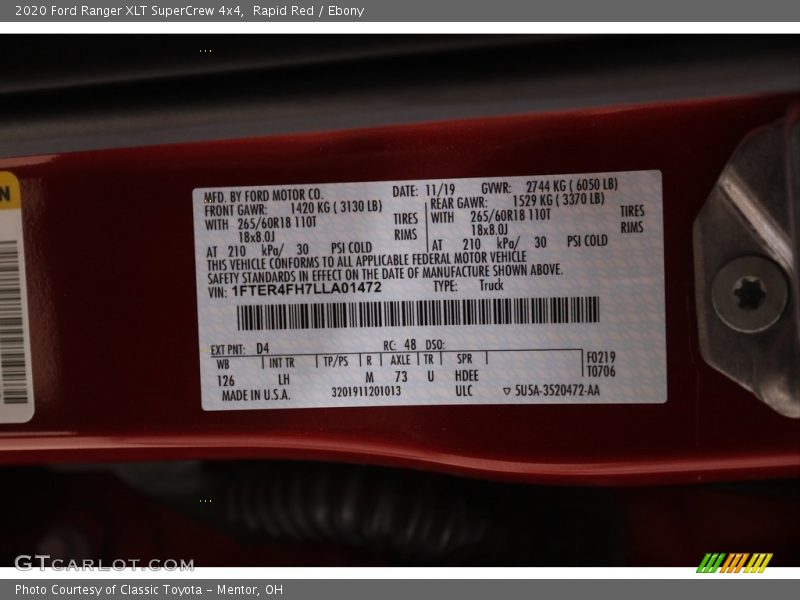 2020 Ford Ranger XLT SuperCrew 4x4,  Rapid Red / Ebony
MFD. BY FORD MOTOR CO. DATE: 11/19 GVWR: 2744 KG ( 6050 LB)
FRONT GAWR: 1420 KG ( 3130 LB) REAR GAWR: 1529 KG ( 3370 LB)
WITH 265/60R18 110T TIRES WITH 265/60R18 110T TIRES
18x8.0J RIMS 18x8.0J RIMS
AT 210 kPa/ 30 PSI COLD AT 210 kPa/ 30 PSI COLD
THIS VEHICLE CONFORMS TO ALL APPLICABLE FEDERAL MOTOR VEHICLE
SAFETY STANDARDS IN EFFECT ON THE DATE OF MANUFACTURE SHOWN ABOVE.
VIN: 1FTER4FH7LLA01472 TYPE: Truck
EXT PNT: D4 RC: 48 DSO:
WB INT TR TP/PS R AXLE TR SPR F0219
126 LH M 73 U HDEE T0706
MADE IN U.S.A. 3201911201013 ULC ▽ 5U5A-3520472-AA
N
GTCARLOT.COM
Photo Courtesy of Classic Toyota - Mentor, OH